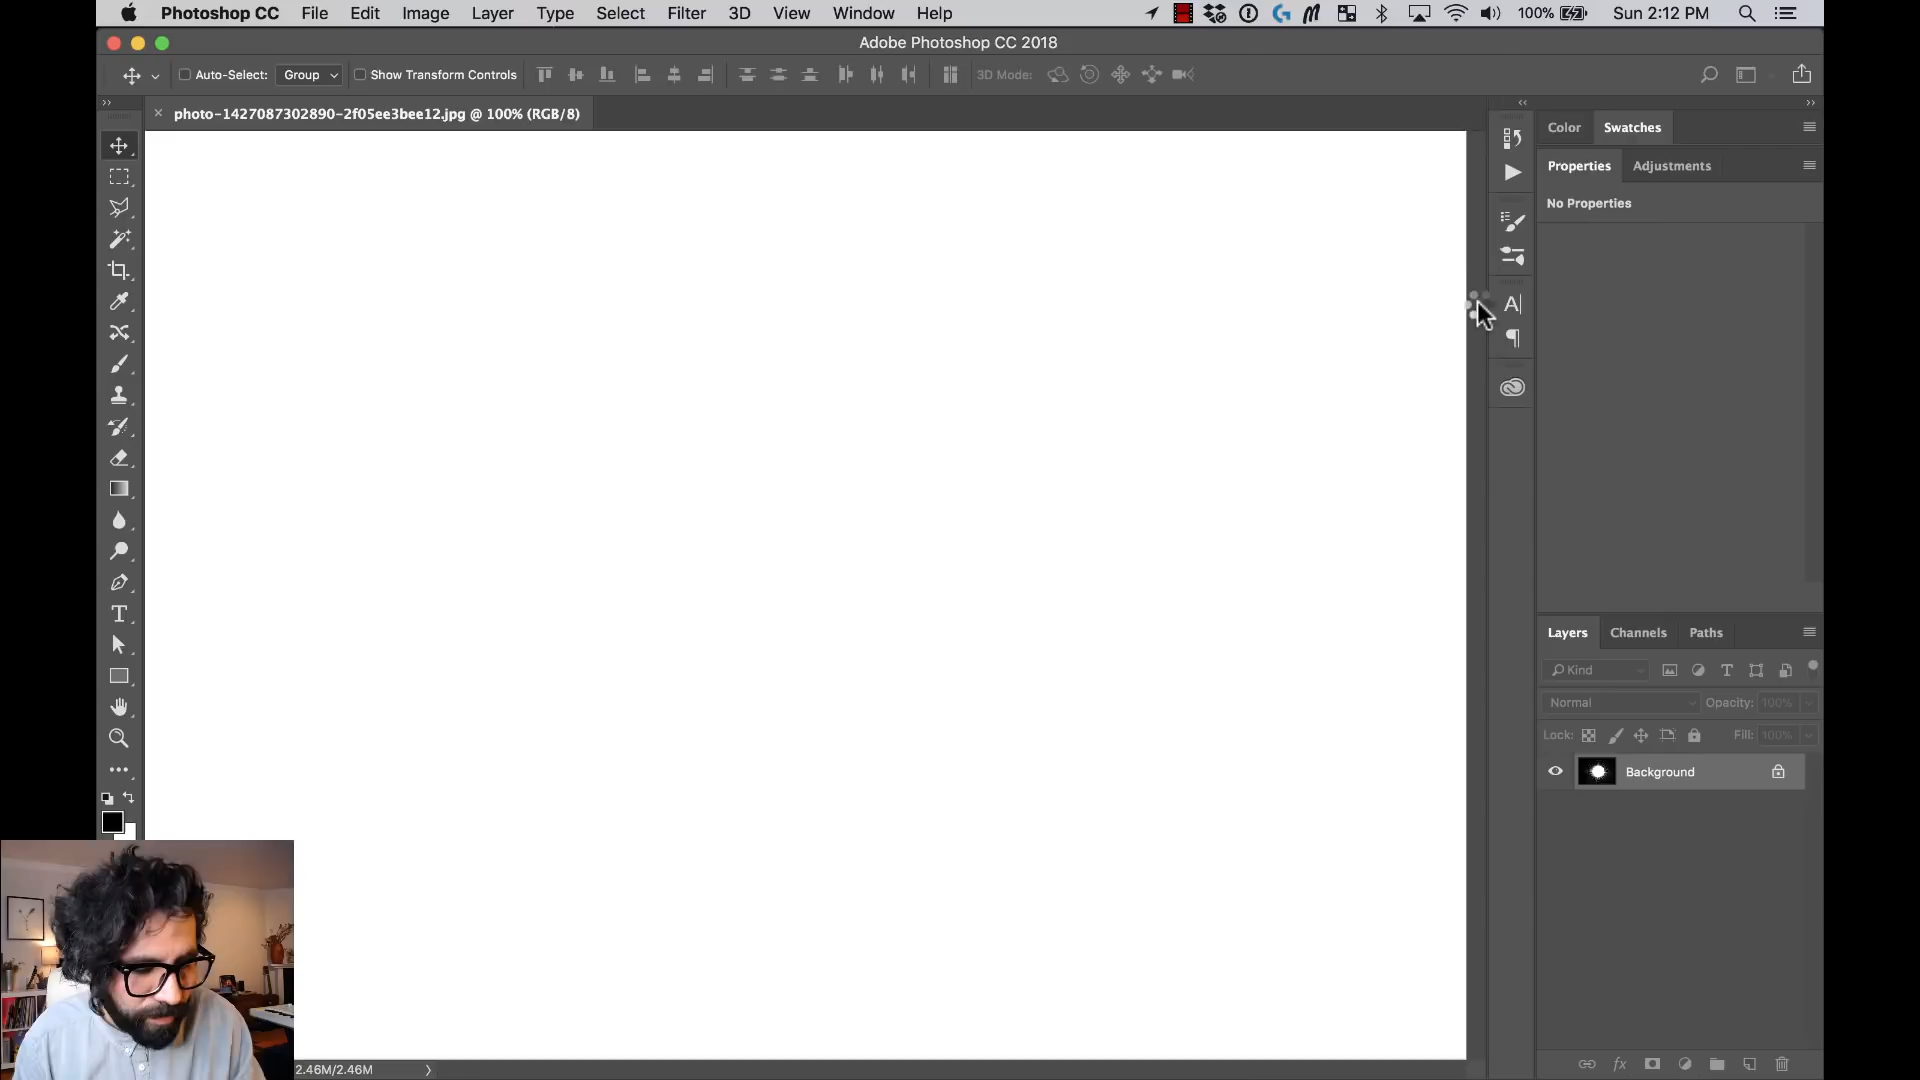 Photoshop CC File Edit Image Layer Type Select Filter 3D View Window Help 100% Sun 2:12 PM
Adobe Photoshop CC 2018
Auto-Select: Group Show Transform Controls 3D Mode:
photo-1427087302890-2f05ee3bee12.jpg @ 100% (RGB/8)
Color Swatches
Properties Adjustments
No Properties
Layers Channels Paths
Kind
Normal Opacity: 100%
Lock: Fill: 100%
Background
2.46M/2.46M